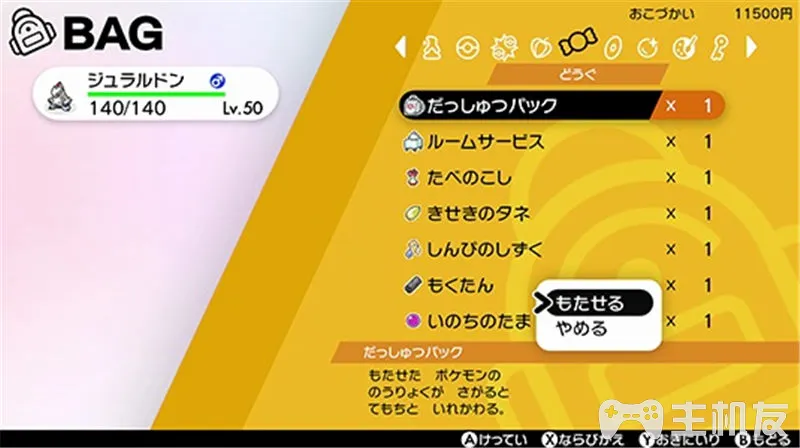 BAG
おこづかい 11500円
ジュラルドン ♂
140/140 Lv.50
どうぐ
だっしゅつパック × 1
ルームサービス × 1
たべのこし × 1
きせきのタネ × 1
しんぴのしずく × 1
もくたん × 1
いのちのたま × 1
もたせる
やめる
だっしゅつパック
もたせた ポケモンの
のうりょくが さがると
てもちと いれかわる。
主机友
Aけってい Xならびかえ Yおきにいり Bもどる